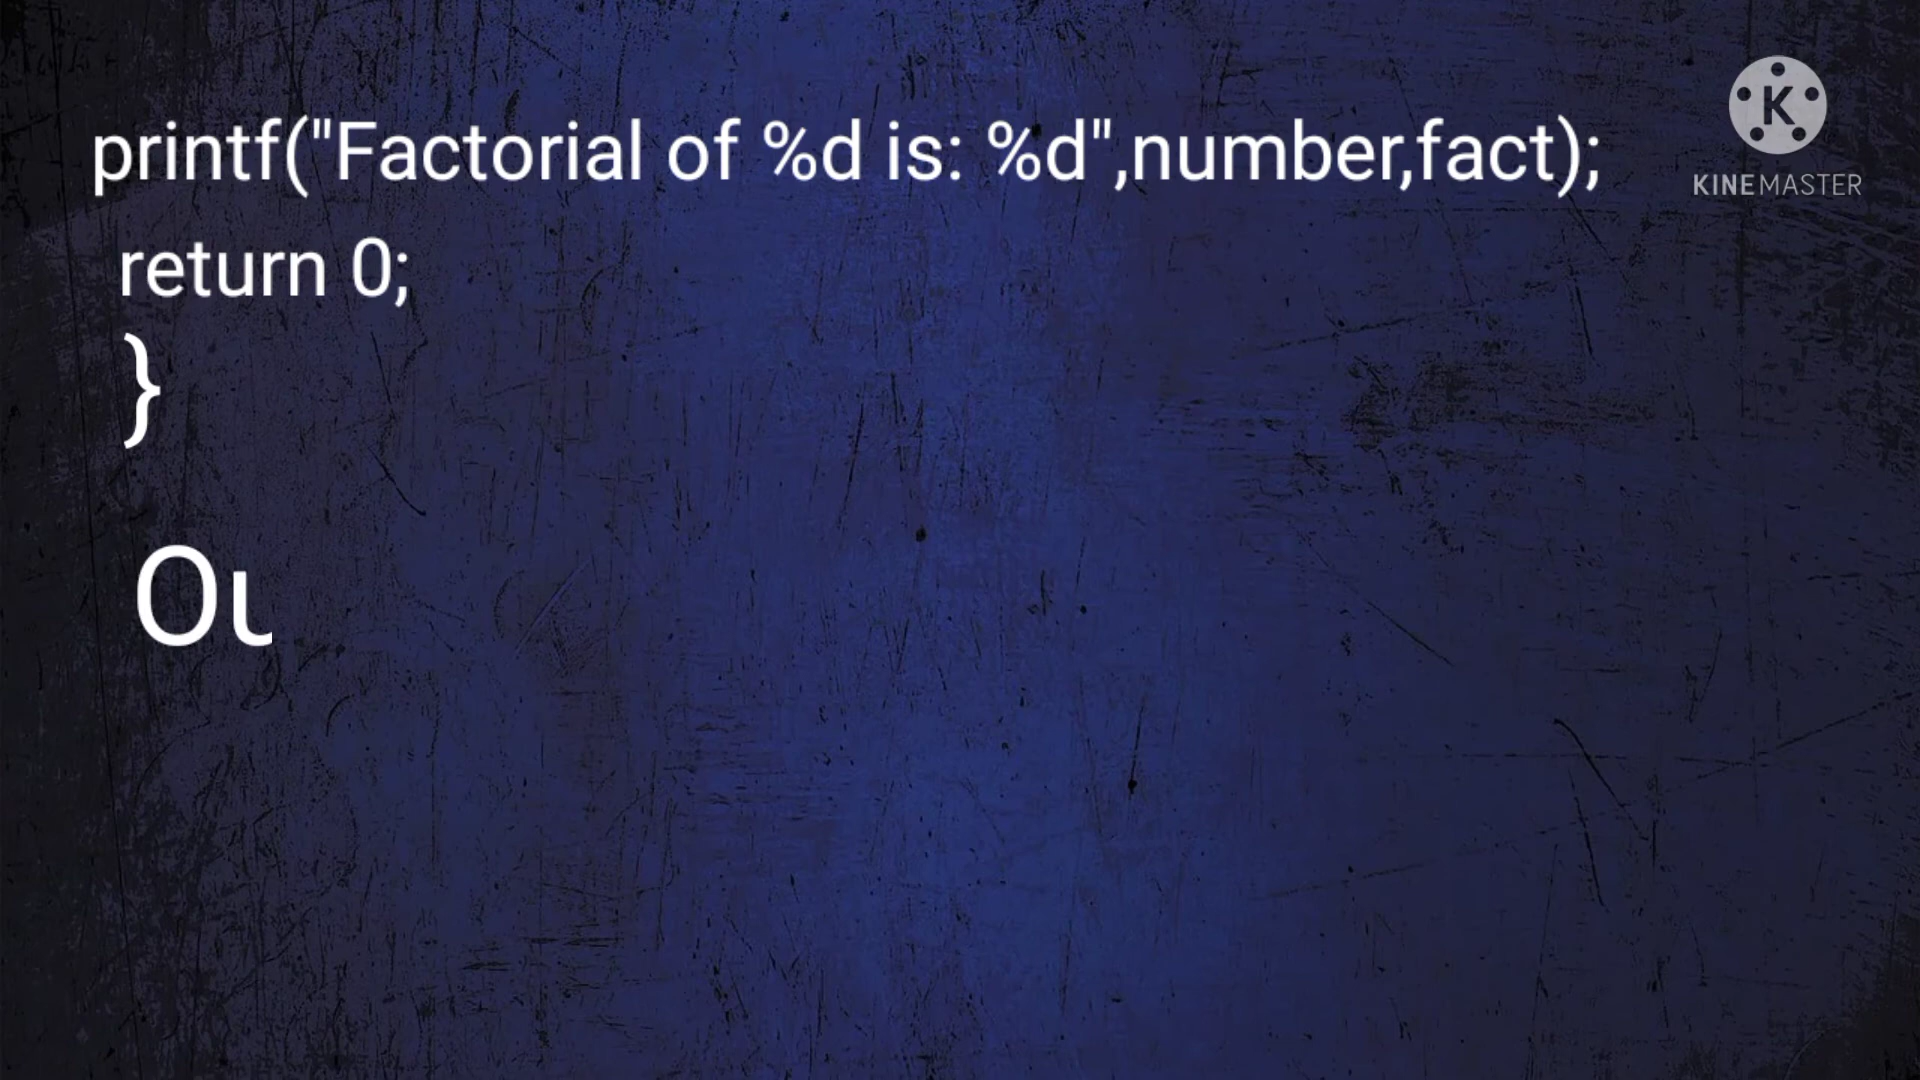 printf("Factorial of %d is: %d",number,fact);
return 0;
}
KINEMASTER